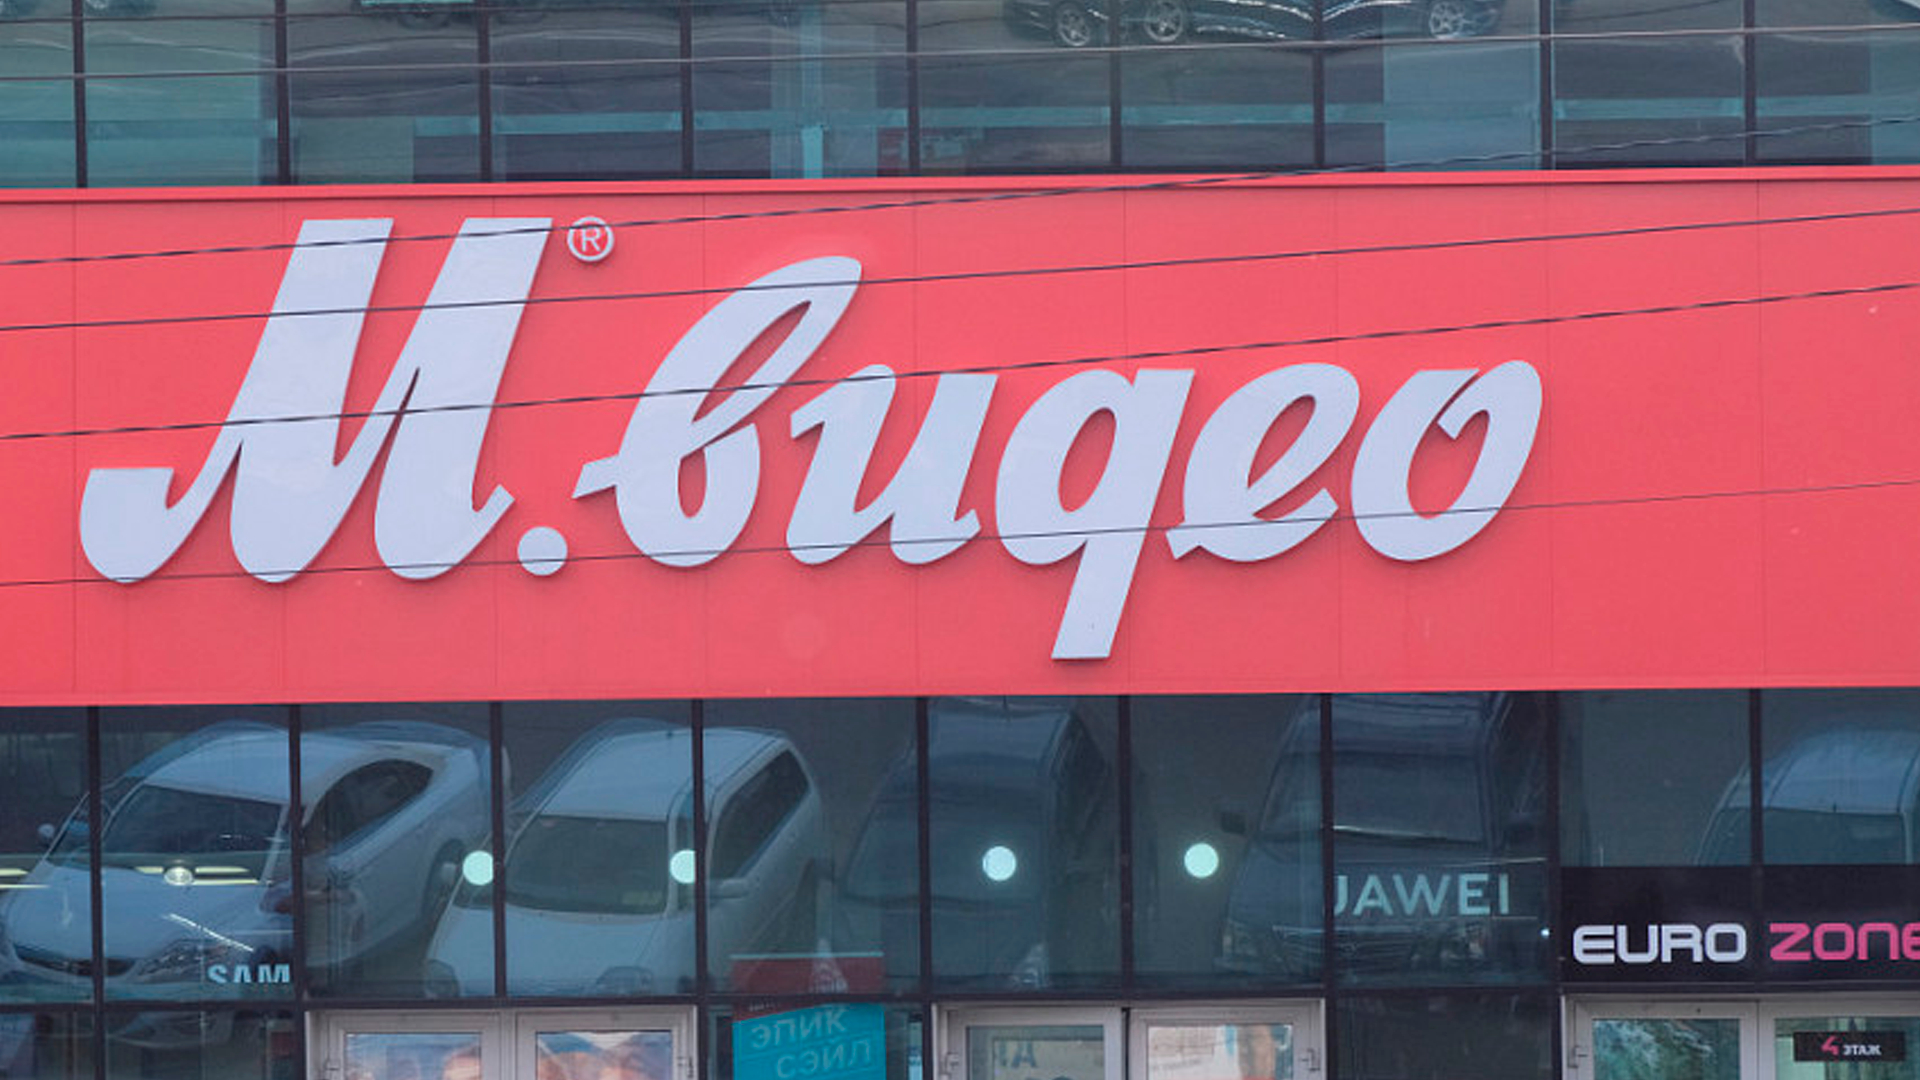 М.видео®
JAWEI
EURO ZONE
SAM
ЭПИК
СЭЙЛ
4 ЭТАЖ